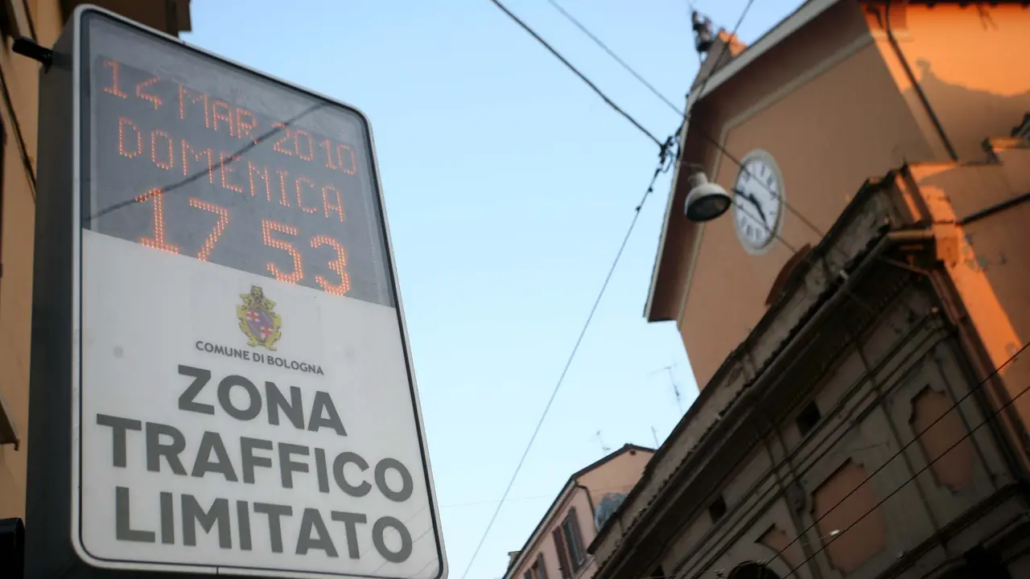 14 MAR 2010
DOMENICA
17 53
COMUNE DI BOLOGNA
ZONA
TRAFFICO
LIMITATO